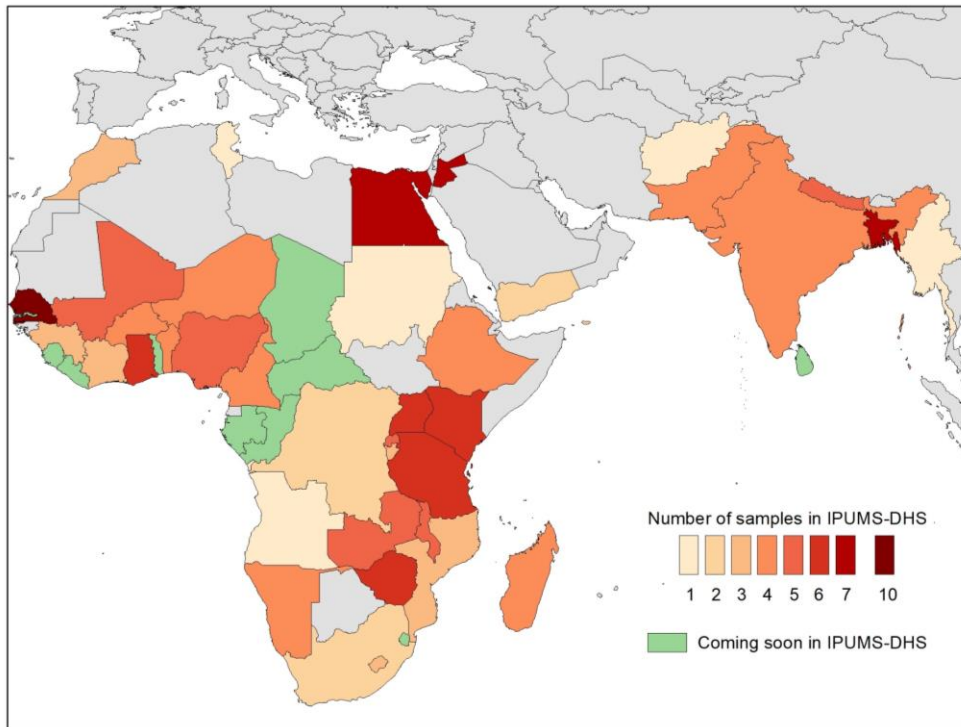 Number of samples in IPUMS-DHS
1 2 3 4 5 6 7 10
Coming soon in IPUMS-DHS